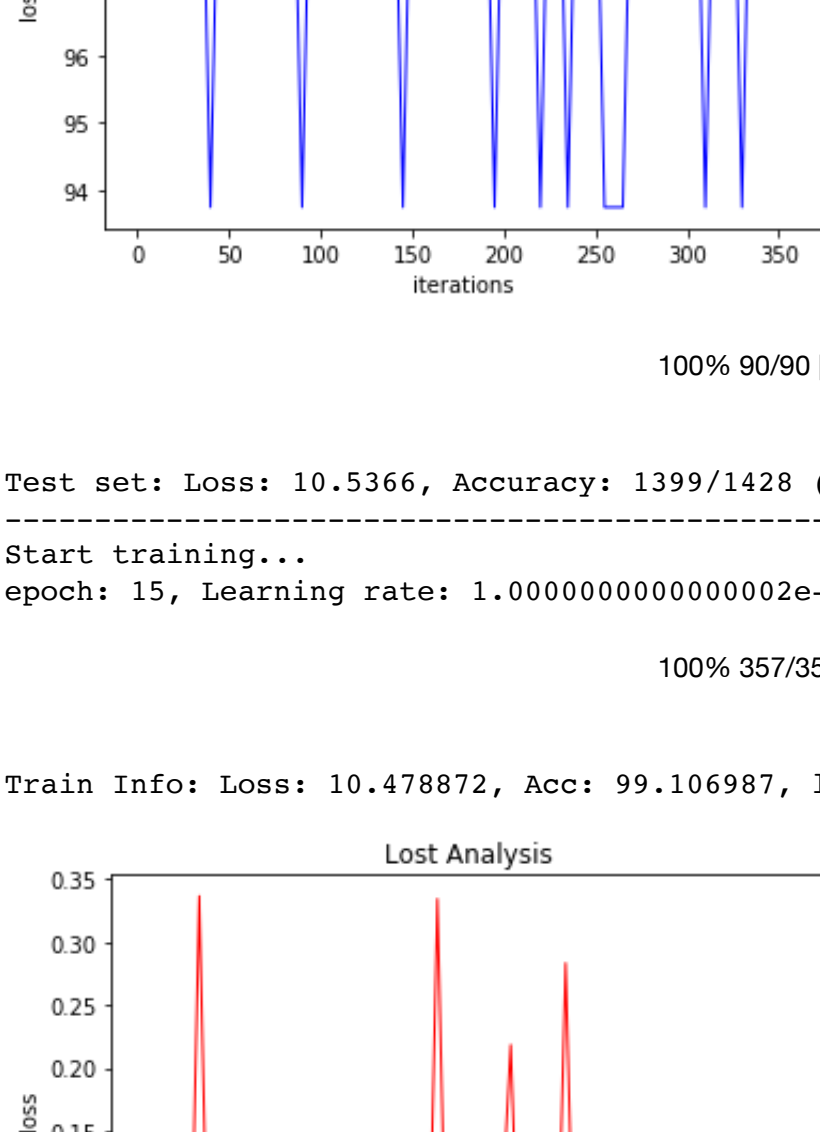 96
95
94
0 50 100 150 200 250 300 350
iterations
100% 90/90
Test set: Loss: 10.5366, Accuracy: 1399/1428 (
----------------------------------------------
Start training...
epoch: 15, Learning rate: 1.0000000000000002e-
100% 357/35
Train Info: Loss: 10.478872, Acc: 99.106987, l
Lost Analysis
0.35
0.30
0.25
0.20
loss
0.15